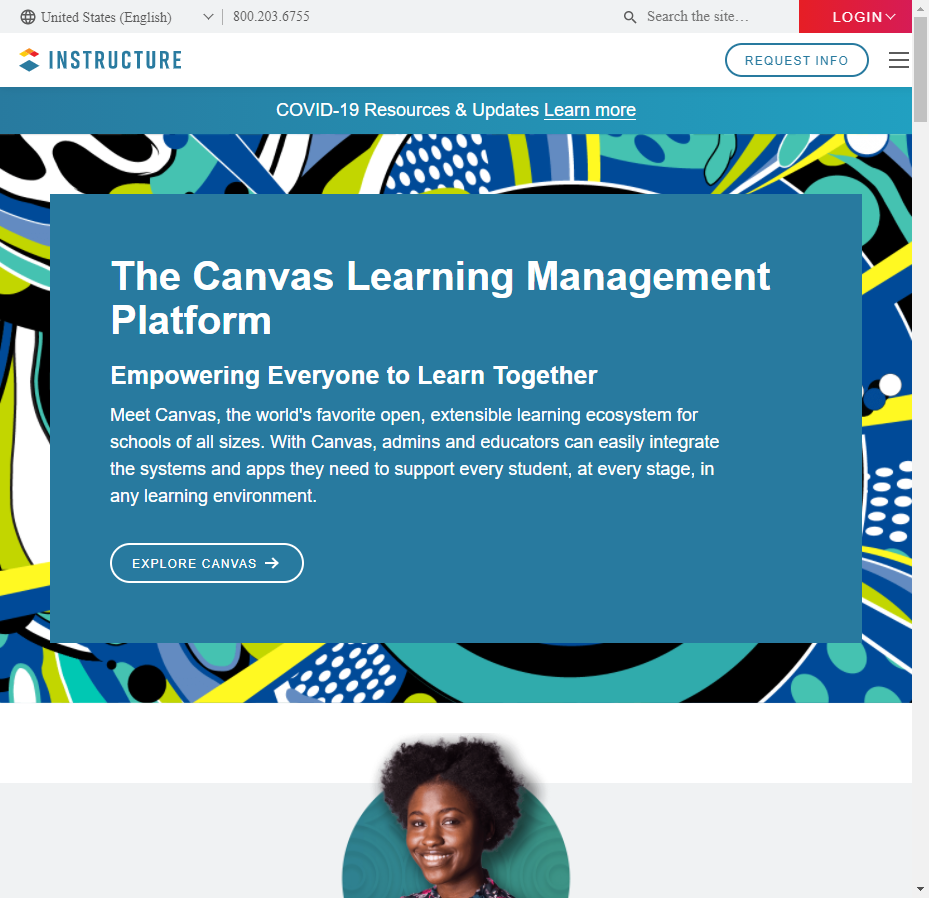 United States (English)
800.203.6755
Search the site...
LOGIN
INSTRUCTURE
REQUEST INFO
COVID-19 Resources & Updates Learn more
The Canvas Learning Management
Platform
Empowering Everyone to Learn Together
Meet Canvas, the world's favorite open, extensible learning ecosystem for
schools of all sizes. With Canvas, admins and educators can easily integrate
the systems and apps they need to support every student, at every stage, in
any learning environment.
EXPLORE CANVAS